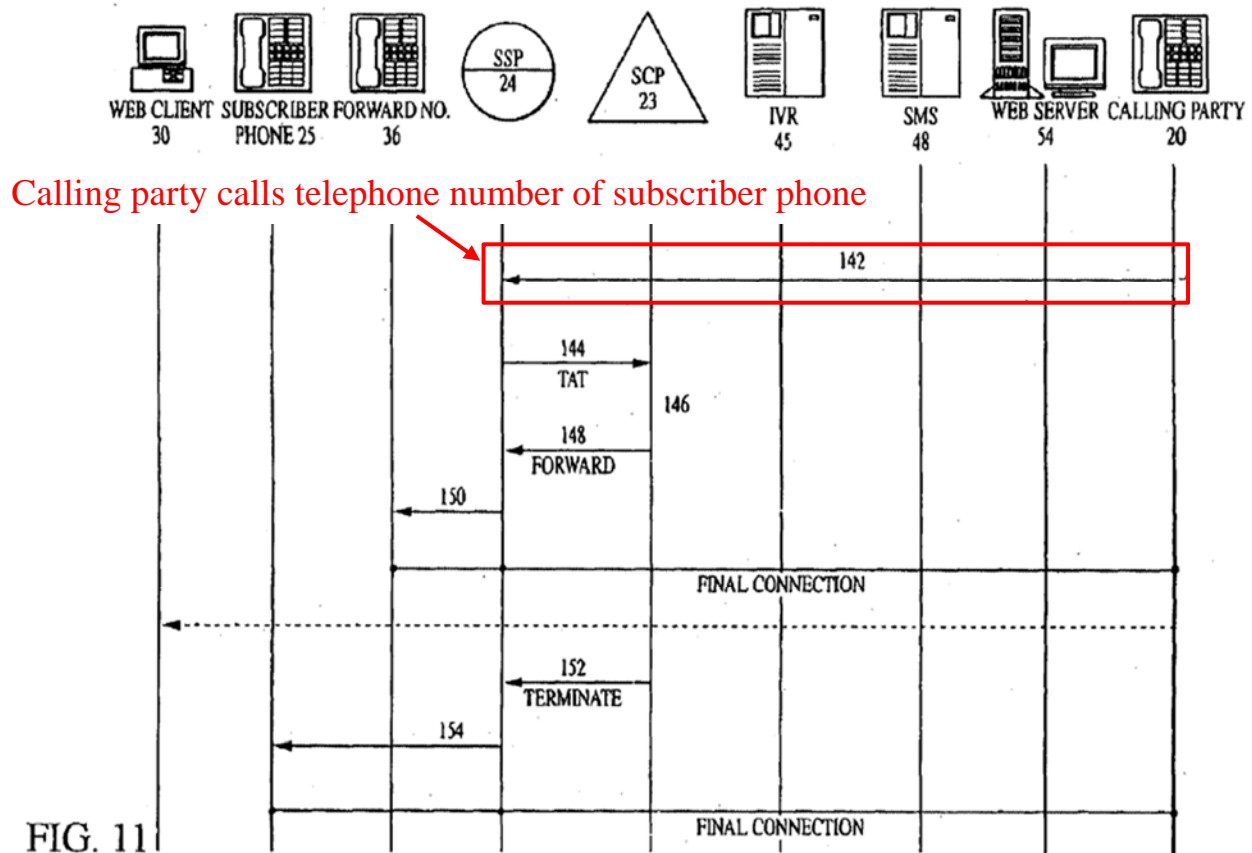 SSP
24
SCP
23
WEB CLIENT
30
SUBSCRIBER
PHONE 25
FORWARD NO.
36
IVR
45
SMS
48
WEB SERVER
54
CALLING PARTY
20
Calling party calls telephone number of subscriber phone
142
144
TAT
146
148
FORWARD
150
FINAL CONNECTION
152
TERMINATE
154
FINAL CONNECTION
FIG. 11